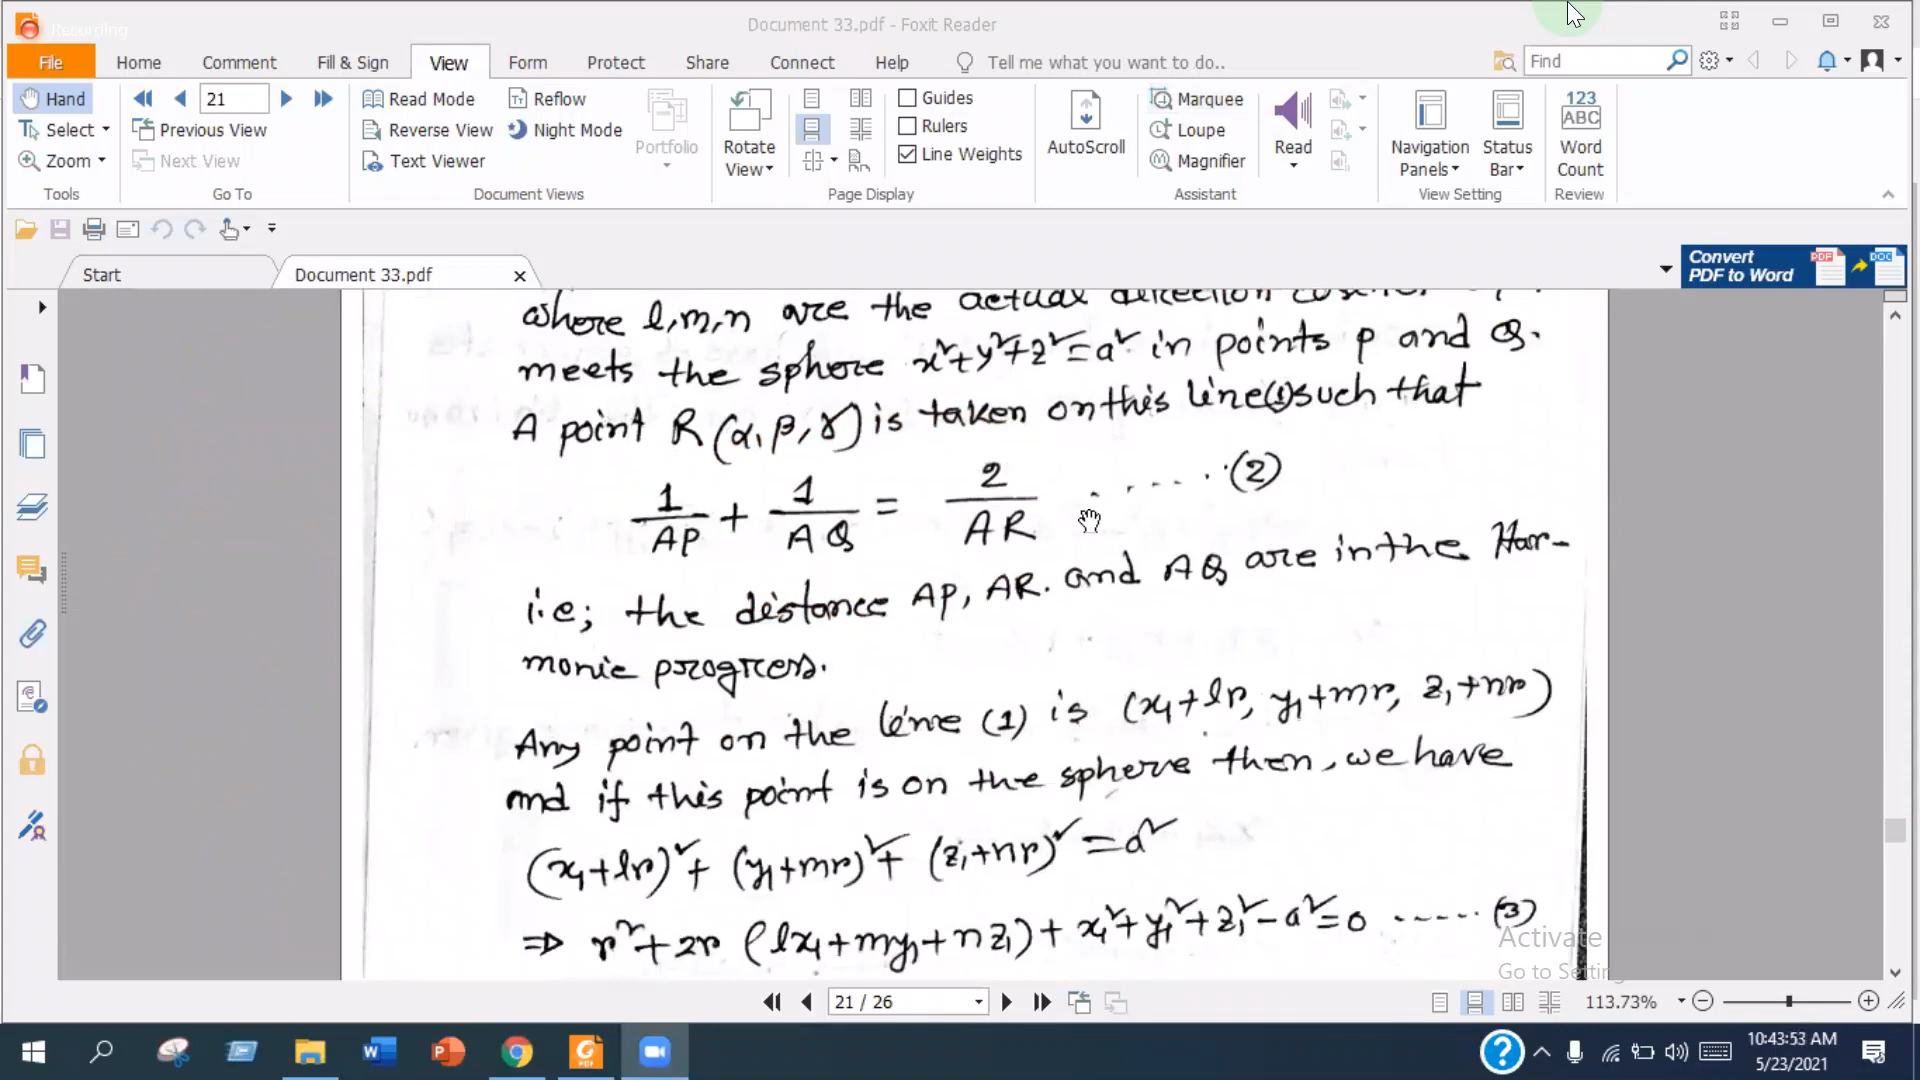 Recording
Document 33.pdf - Foxit Reader
File Home Comment Fill & Sign View Form Protect Share Connect Help Tell me what you want to do.. Find
Hand 21 Read Mode Reflow Guides Marquee
Select Previous View Reverse View Night Mode Rulers Loupe
Zoom Next View Text Viewer Line Weights Magnifier
Portfolio Rotate View AutoScroll Read Navigation Panels Status Bar 123 ABC Word Count
Tools Go To Document Views Page Display Assistant View Setting Review
Start Document 33.pdf
Convert PDF to Word PDF DOC
where l,m,n are the actual direction
meets the sphere x²+y²+z²=a² in points p and Q.
A point R(α,β,γ) is taken on this line(1) such that
1/AP + 1/AQ = 2/AR ......(2)
i.e; the distance AP, AR. and AQ are in the Har-
monic progress.
Any point on the line (1) is (x₁+lr, y₁+mr, z₁+nr)
and if this point is on the sphere then, we have
(x₁+lr)²+(y₁+mr)²+(z₁+nr)²=a²
⇒ r²+2r (lx₁+my₁+nz₁)+x₁²+y₁²+z₁²-a²=0 ......(3)
Activate
Go to Settin
21 / 26 113.73%
10:43:53 AM
5/23/2021